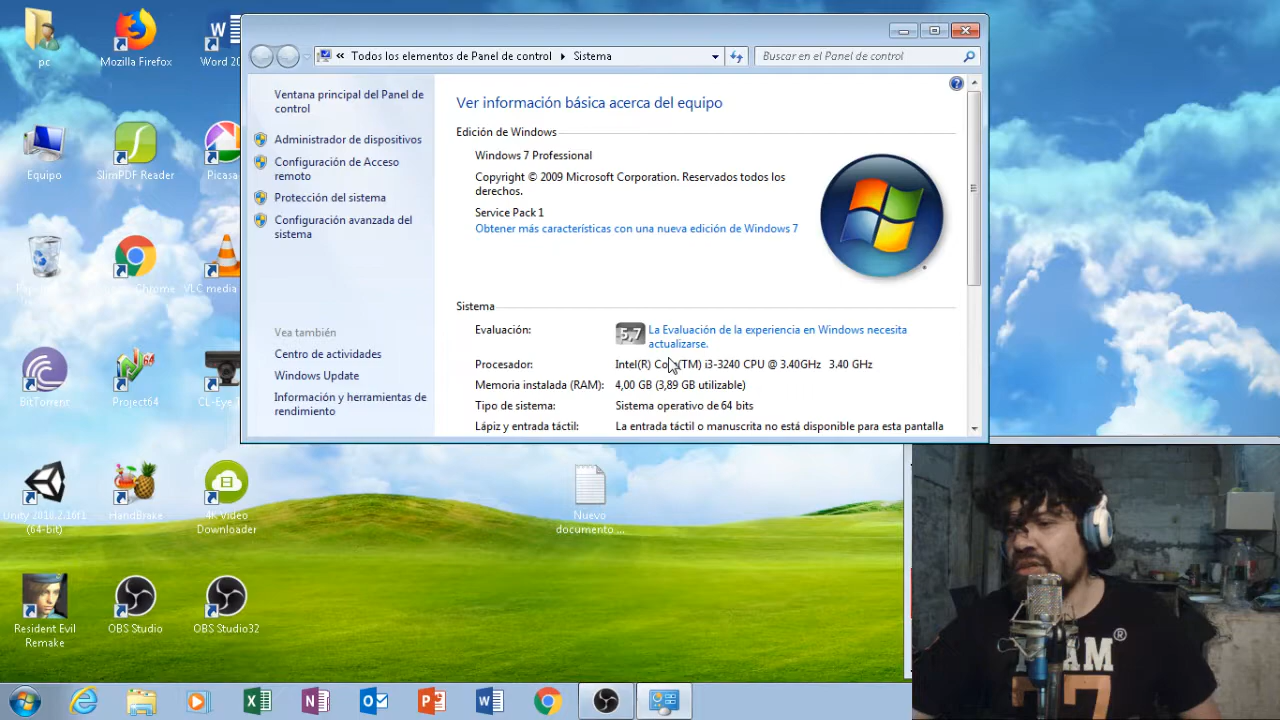 pc
Mozilla Firefox
Word 20
Equipo
SlimPDF Reader
Picasa
Chrome
VLC media
BitTorrent
Project64
CL-Eye
64
Unity 2018.2.16f1
(64-bit)
HandBrake
4K Video
Downloader
Resident Evil
Remake
OBS Studio
OBS Studio32
Nuevo
documento ...
Todos los elementos de Panel de control
Sistema
Buscar en el Panel de control
Ventana principal del Panel de
control
Administrador de dispositivos
Configuración de Acceso
remoto
Protección del sistema
Configuración avanzada del
sistema
Vea también
Centro de actividades
Windows Update
Información y herramientas de
rendimiento
Ver información básica acerca del equipo
Edición de Windows
Windows 7 Professional
Copyright © 2009 Microsoft Corporation. Reservados todos los
derechos.
Service Pack 1
Obtener más características con una nueva edición de Windows 7
Sistema
Evaluación:
5,7
La Evaluación de la experiencia en Windows necesita
actualizarse.
Procesador:
Intel(R) Core(TM) i3-3240 CPU @ 3.40GHz 3.40 GHz
Memoria instalada (RAM):
4,00 GB (3,89 GB utilizable)
Tipo de sistema:
Sistema operativo de 64 bits
Lápiz y entrada táctil:
La entrada táctil o manuscrita no está disponible para esta pantalla